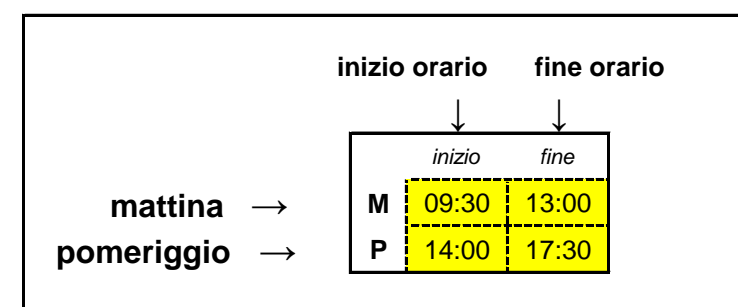 inizio orario fine orario
↓ ↓
inizio fine
mattina → M 09:30 13:00
pomeriggio → P 14:00 17:30